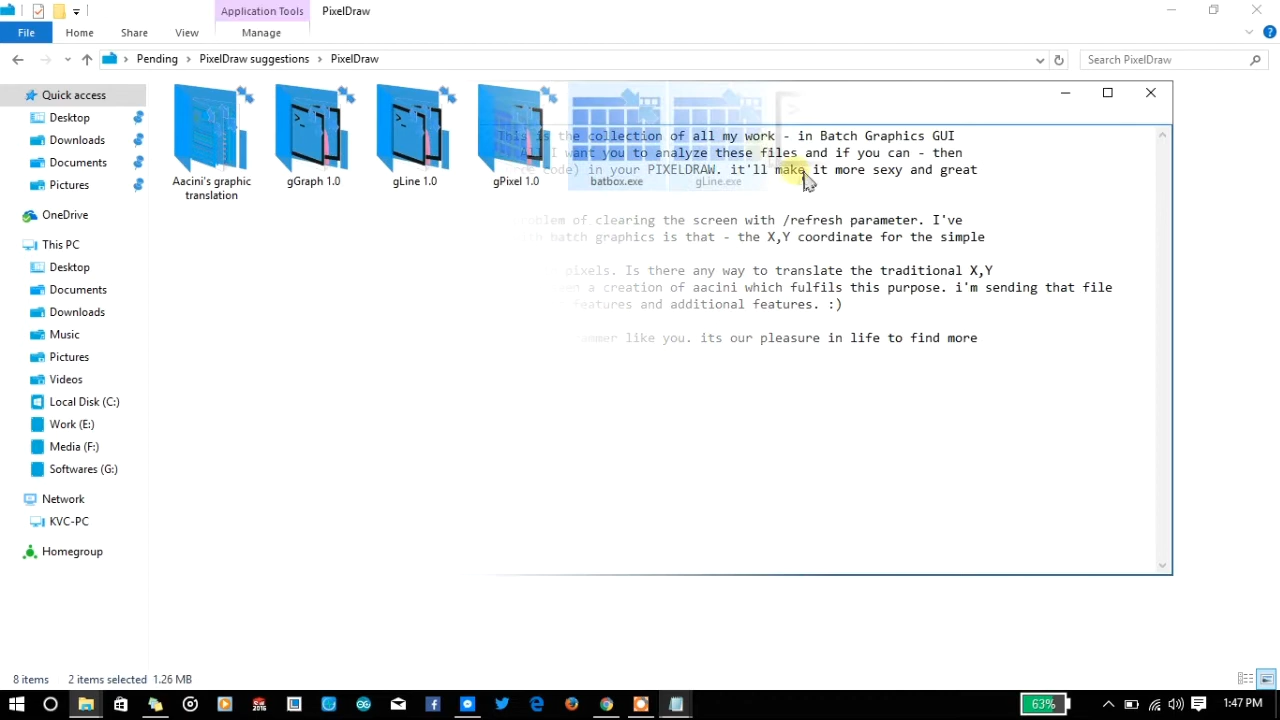 Application Tools
PixelDraw
File
Home
Share
View
Manage
Pending
PixelDraw suggestions
PixelDraw
Search PixelDraw
Quick access
Desktop
Downloads
Documents
Pictures
OneDrive
This PC
Desktop
Documents
Downloads
Music
Pictures
Videos
Local Disk (C:)
Work (E:)
Media (F:)
Softwares (G:)
Network
KVC-PC
Homegroup
Aacini's graphic
translation
gGraph 1.0
gLine 1.0
gPixel 1.0
batbox.exe
gLine.exe
This is the collection of all my work - in Batch Graphics GUI
I want you to analyze these files and if you can - then
code) in your PIXELDRAW. it'll make it more sexy and great
problem of clearing the screen with /refresh parameter. I've
batch graphics is that - the X,Y coordinate for the simple
pixels. Is there any way to translate the traditional X,Y
a creation of aacini which fulfils this purpose. i'm sending that file
features and additional features. :)
like you. its our pleasure in life to find more
8 items
2 items selected 1.26 MB
63%
1:47 PM